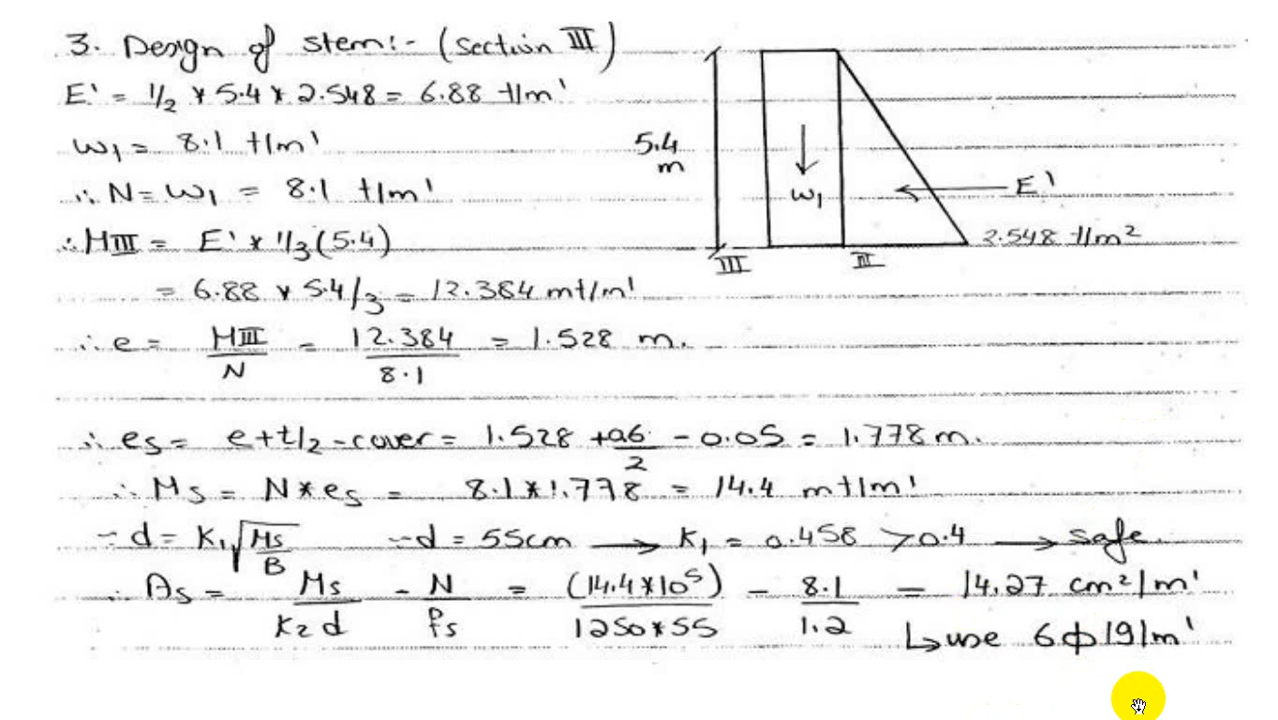 3. Design of stem:- (section III)
E' = 1/2 * 5.4 * 2.548 = 6.88 t/m'
w1 = 8.1 t/m'
∴ N = w1 = 8.1 t/m'
∴ MIII = E' * 1/3 (5.4)
= 6.88 * 5.4/3 = 12.384 mt/m'
∴ e = MIII/N = 12.384/8.1 = 1.528 m.
5.4 m
w1
E'
2.548 t/m2
III
II
∴ es = e+t/2 - cover = 1.528 + 0.6/2 - 0.05 = 1.778 m.
∴ Ms = N*es = 8.1*1.778 = 14.4 mt/m'
∵ d = K1 √(Ms/B) ∵ d = 55cm → K1 = 0.458 > 0.4 → safe.
∴ As = Ms/(K2 d) - N/fs = (14.4*10^5)/(1250*55) - 8.1/1.2 = 14.27 cm2/m'
↳ use 6 ϕ 19/m'